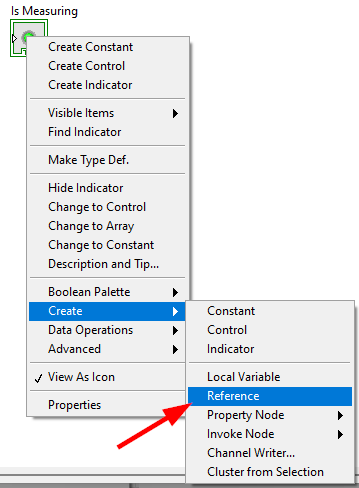 Is Measuring
Create Constant
Create Control
Create Indicator
Visible Items
Find Indicator
Make Type Def.
Hide Indicator
Change to Control
Change to Array
Change to Constant
Description and Tip...
Boolean Palette
Create
Data Operations
Advanced
View As Icon
Properties
Constant
Control
Indicator
Local Variable
Reference
Property Node
Invoke Node
Channel Writer...
Cluster from Selection